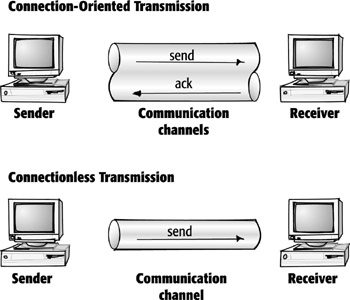 Connection-Oriented Transmission
send
ack
Sender
Communication
channels
Receiver
Connectionless Transmission
send
Sender
Communication
channel
Receiver